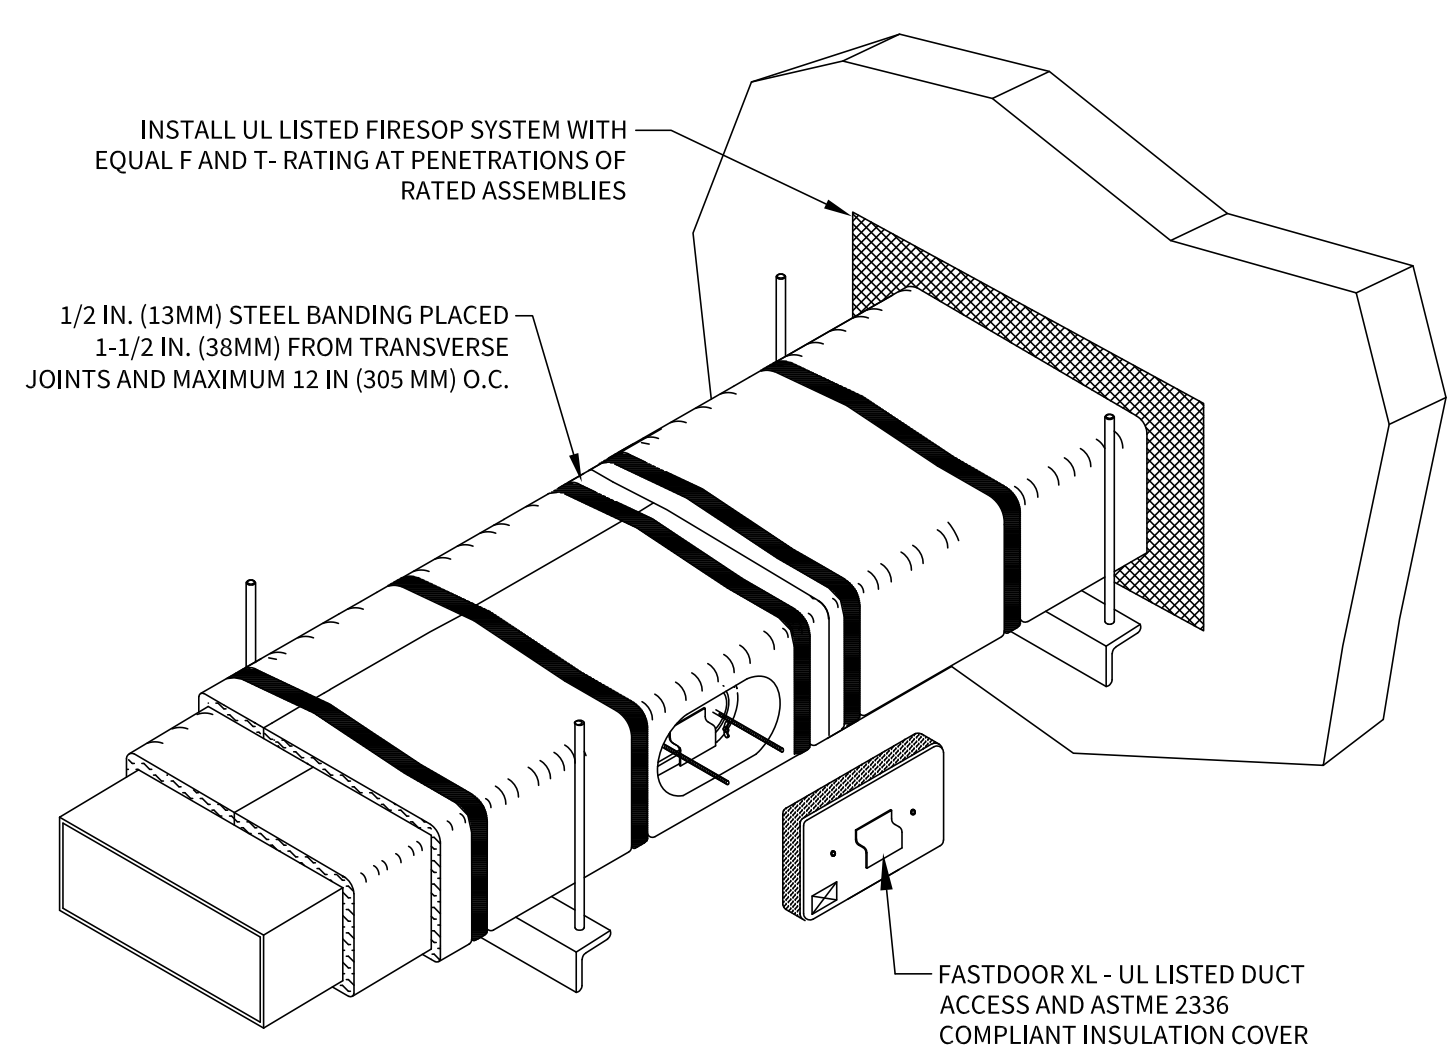 INSTALL UL LISTED FIRESOP SYSTEM WITH
EQUAL F AND T- RATING AT PENETRATIONS OF
RATED ASSEMBLIES
1/2 IN. (13MM) STEEL BANDING PLACED
1-1/2 IN. (38MM) FROM TRANSVERSE
JOINTS AND MAXIMUM 12 IN (305 MM) O.C.
FASTDOOR XL - UL LISTED DUCT
ACCESS AND ASTME 2336
COMPLIANT INSULATION COVER